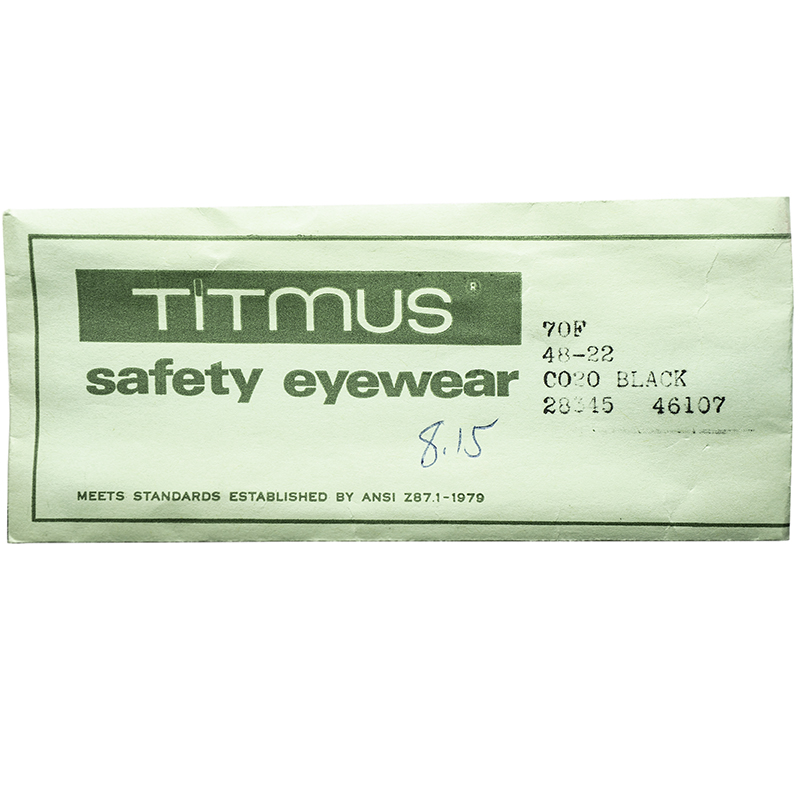 TITMUS®
safety eyewear
8.15
MEETS STANDARDS ESTABLISHED BY ANSI Z87.1-1979
70F
48-22
CO20 BLACK
28345 46107